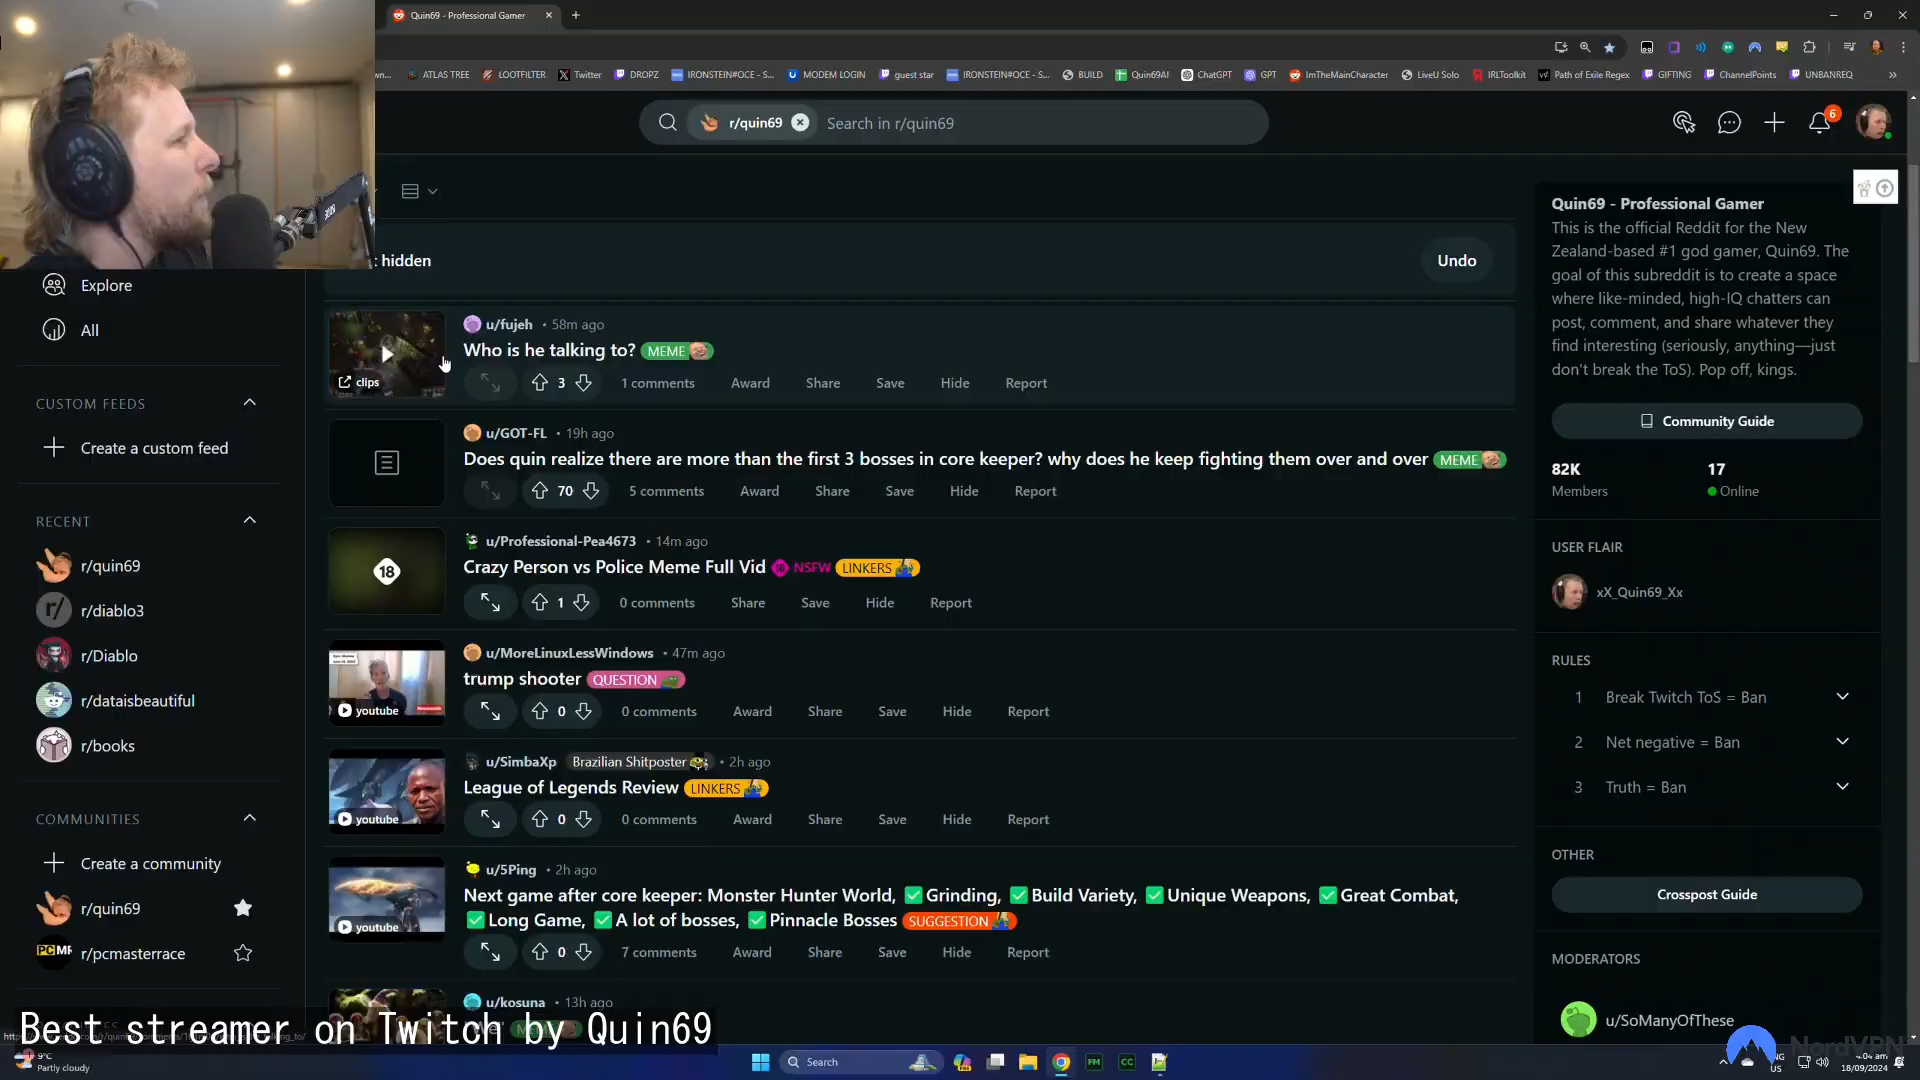 Quin69 - Professional Gamer
ATLAS TREE
LOOTFILTER
Twitter
DROPZ
IRONSTEIN#OCE - S...
MODEM LOGIN
guest star
IRONSTEIN#OCE - S...
BUILD
Quin69AI
ChatGPT
GPT
ImTheMainCharacter
LiveU Solo
IRLToolkit
Path of Exile Regex
GIFTING
ChannelPoints
UNBANREQ
r/quin69
Search in r/quin69
6
hidden
Undo
Explore
All
CUSTOM FEEDS
Create a custom feed
RECENT
r/quin69
r/diablo3
r/Diablo
r/dataisbeautiful
r/books
COMMUNITIES
Create a community
r/quin69
r/pcmasterrace
u/fujeh • 58m ago
Who is he talking to? MEME
clips
3 1 comments Award Share Save Hide Report
u/GOT-FL • 19h ago
Does quin realize there are more than the first 3 bosses in core keeper? why does he keep fighting them over and over MEME
70 5 comments Award Share Save Hide Report
u/Professional-Pea4673 • 14m ago
Crazy Person vs Police Meme Full Vid 18 NSFW LINKERS
18
1 0 comments Share Save Hide Report
u/MoreLinuxLessWindows • 47m ago
trump shooter QUESTION
youtube
0 0 comments Award Share Save Hide Report
u/SimbaXp Brazilian Shitposter • 2h ago
League of Legends Review LINKERS
youtube
0 0 comments Award Share Save Hide Report
u/5Ping • 2h ago
Next game after core keeper: Monster Hunter World, ✅Grinding, ✅Build Variety, ✅Unique Weapons, ✅Great Combat,
✅Long Game, ✅A lot of bosses, ✅Pinnacle Bosses SUGGESTION
youtube
0 7 comments Award Share Save Hide Report
u/kosuna • 13h ago
Quin69 - Professional Gamer
This is the official Reddit for the New
Zealand-based #1 god gamer, Quin69. The
goal of this subreddit is to create a space
where like-minded, high-IQ chatters can
post, comment, and share whatever they
find interesting (seriously, anything—just
don't break the ToS). Pop off, kings.
Community Guide
82K 17
Members Online
USER FLAIR
xX_Quin69_Xx
RULES
1 Break Twitch ToS = Ban
2 Net negative = Ban
3 Truth = Ban
OTHER
Crosspost Guide
MODERATORS
u/SoManyOfThese
Best streamer on Twitch by Quin69
9°C
Partly cloudy
Search
FM
CC
NordVPN
US
4:04 am
18/09/2024